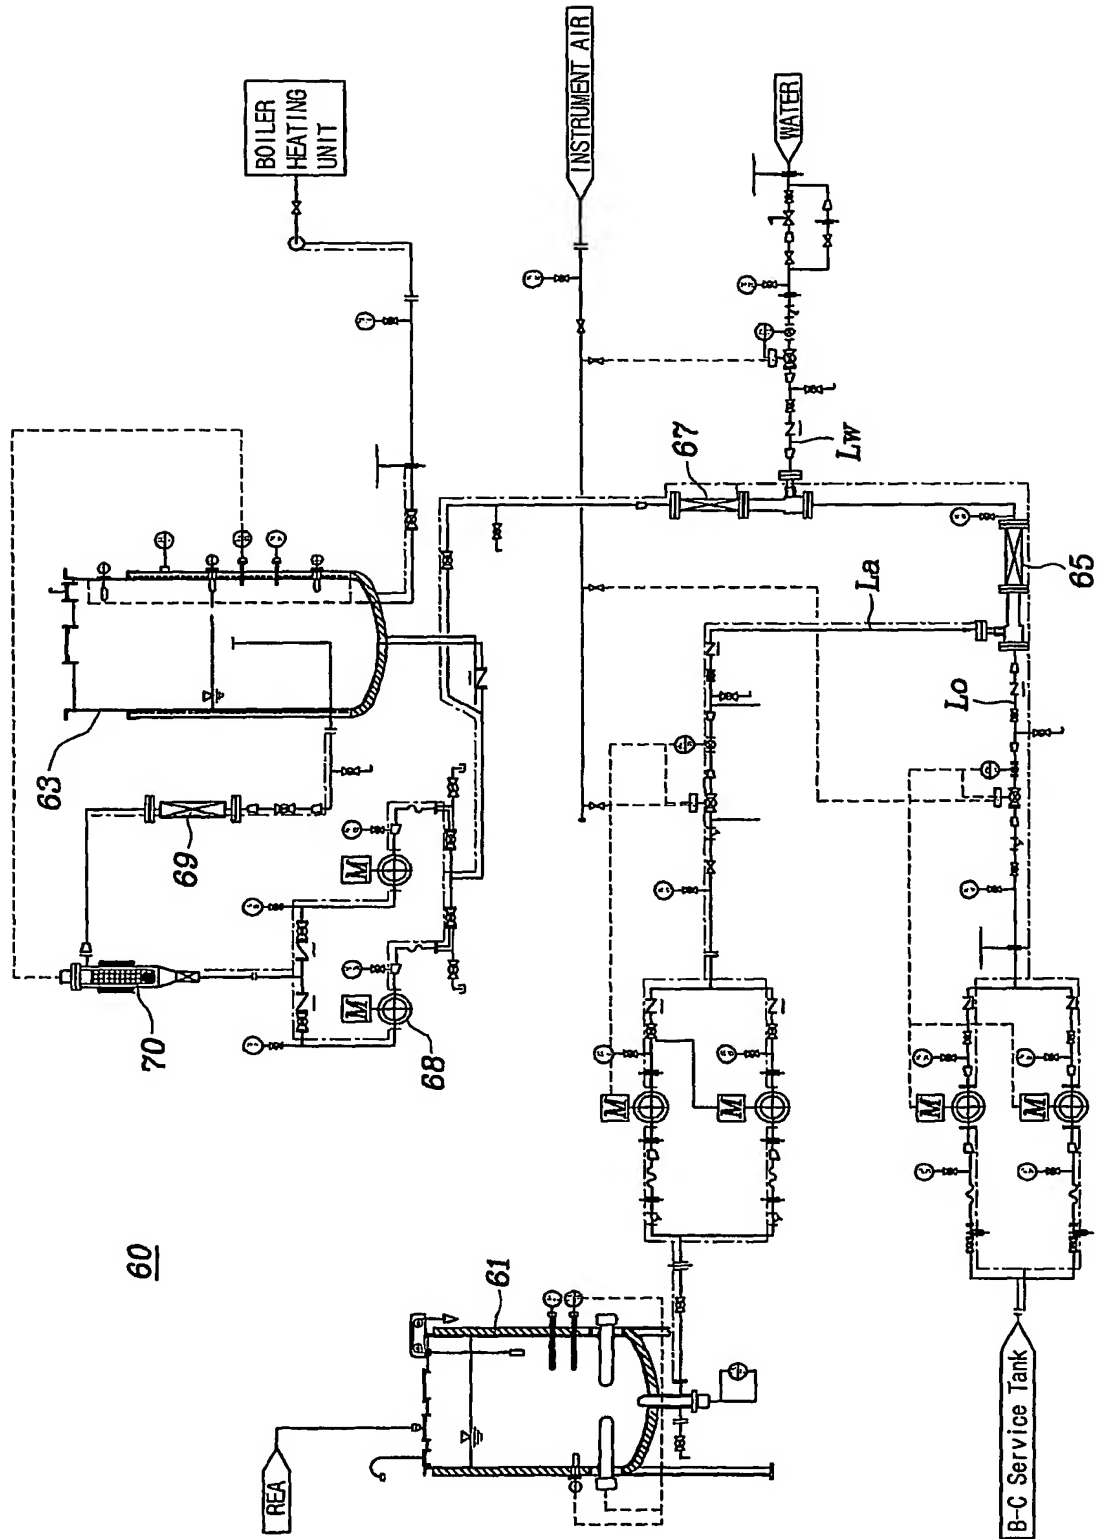 60
REA
61
B-C Service Tank
M
M
M
M
La
Lo
65
67
Lw
WATER
INSTRUMENT AIR
BOILER
HEATING
UNIT
63
69
70
M
M
68